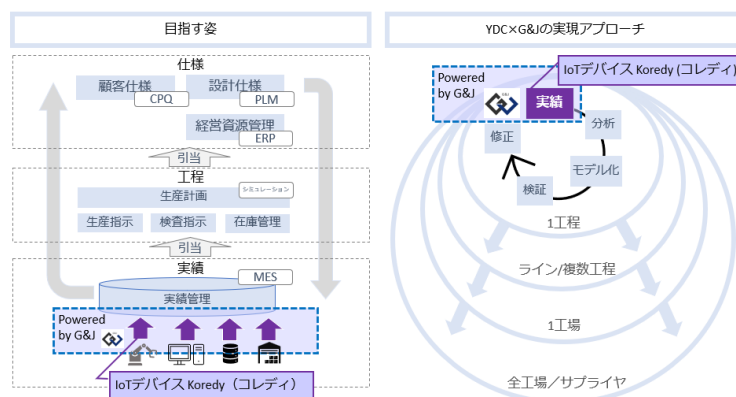 目指す姿
仕様
顧客仕様
CPQ
設計仕様
PLM
経営資源管理
ERP
引当
工程
生産計画
シミュレーション
生産指示
検査指示
在庫管理
引当
実績
MES
実績管理
Powered
by G&J
IoTデバイス Koredy（コレディ）
YDC×G&Jの実現アプローチ
Powered
by G&J
IoTデバイス Koredy (コレディ)
実績
分析
モデル化
検証
修正
1工程
ライン/複数工程
1工場
全工場／サプライヤ